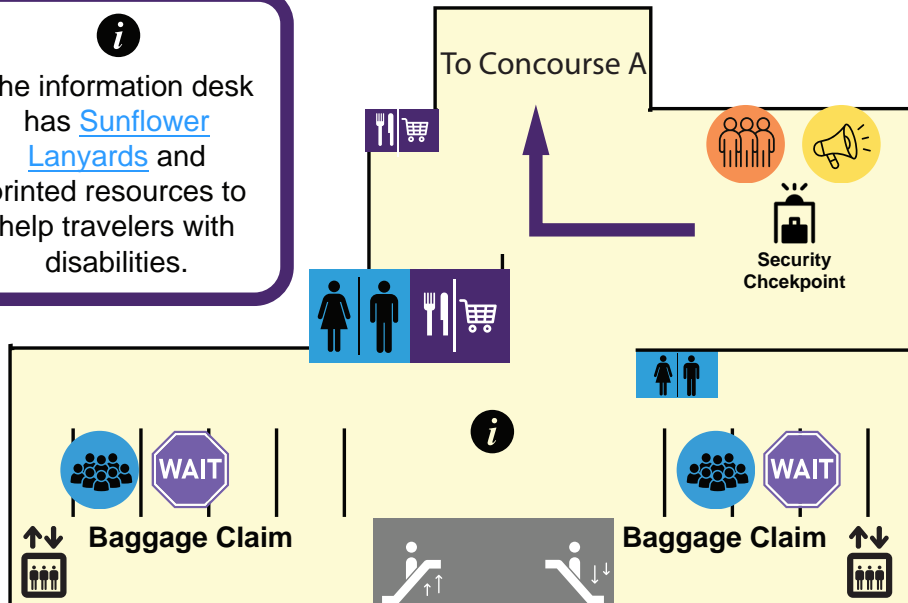 i
he information desk
has Sunflower
Lanyards and
printed resources to
help travelers with
disabilities.
To Concourse A
Security
Chcekpoint
i
WAIT
WAIT
Baggage Claim
Baggage Claim